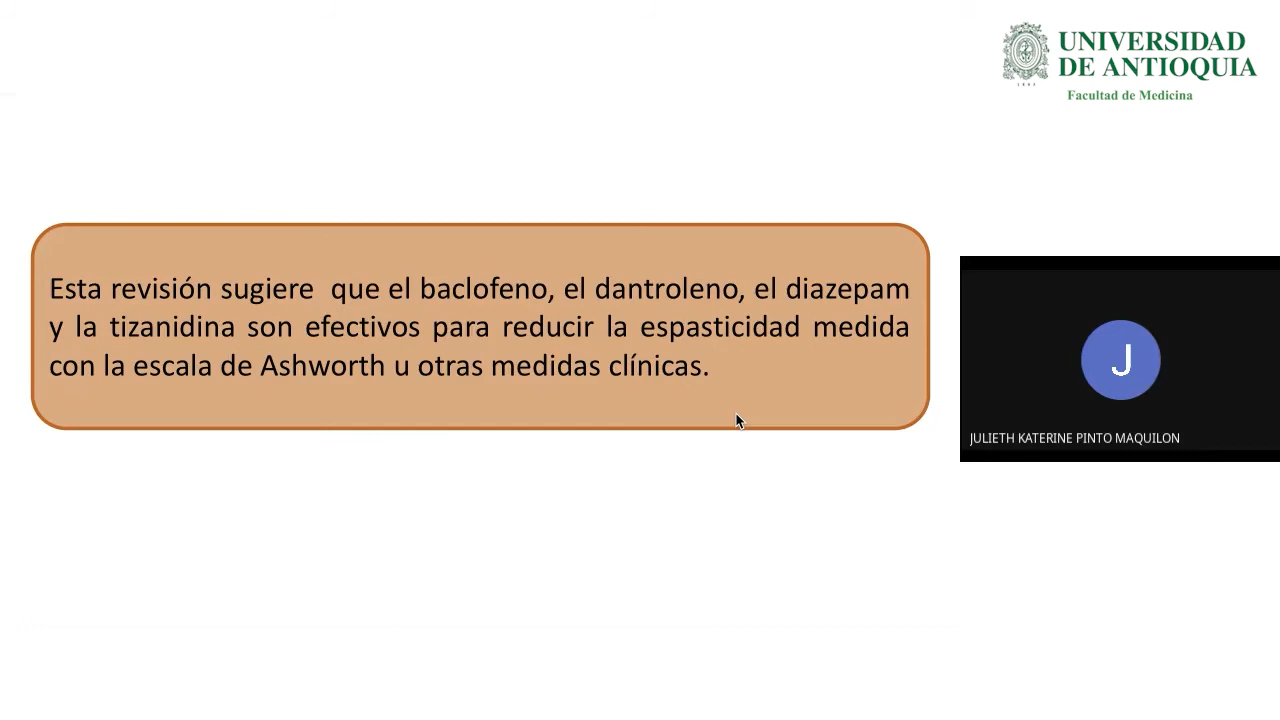 UNIVERSIDAD
DE ANTIOQUIA
Facultad de Medicina
Esta revisión sugiere  que el baclofeno, el dantroleno, el diazepam
y la tizanidina son efectivos para reducir la espasticidad medida
con la escala de Ashworth u otras medidas clínicas.
J
JULIETH KATERINE PINTO MAQUILON